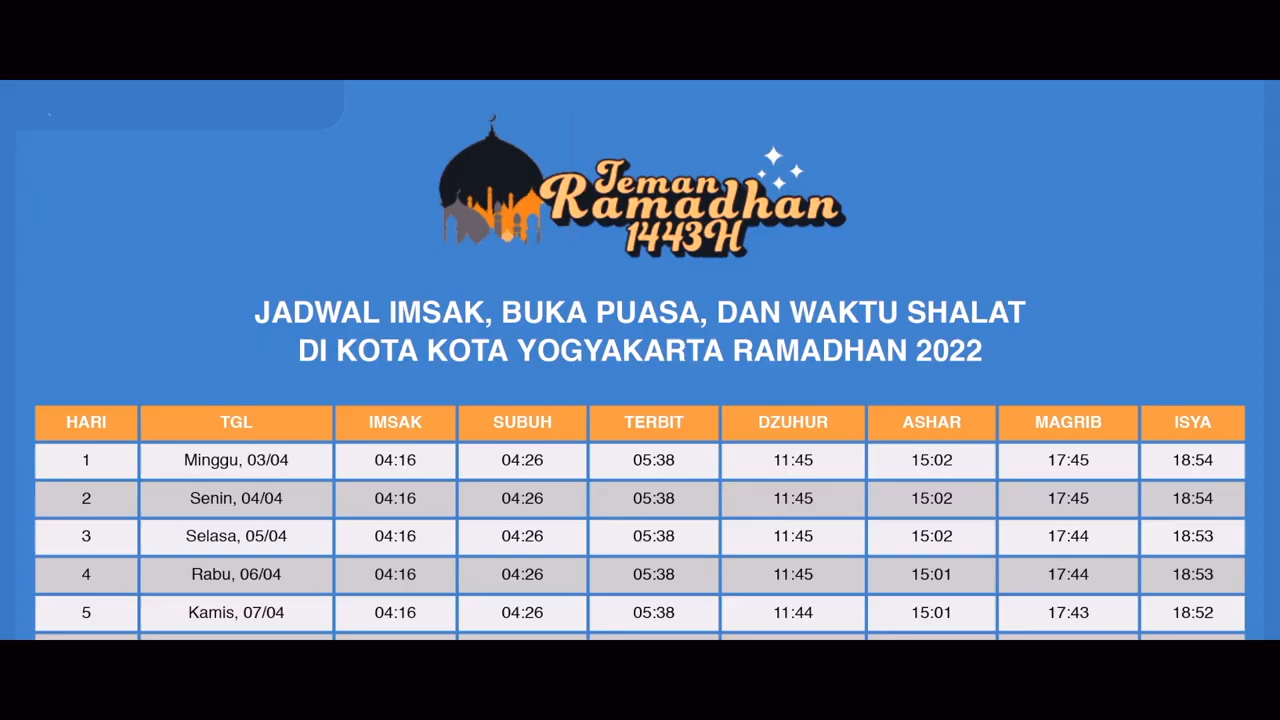 Teman
Ramadhan
1443H
JADWAL IMSAK, BUKA PUASA, DAN WAKTU SHALAT
DI KOTA KOTA YOGYAKARTA RAMADHAN 2022
HARI TGL IMSAK SUBUH TERBIT DZUHUR ASHAR MAGRIB ISYA
1 Minggu, 03/04 04:16 04:26 05:38 11:45 15:02 17:45 18:54
2 Senin, 04/04 04:16 04:26 05:38 11:45 15:02 17:45 18:54
3 Selasa, 05/04 04:16 04:26 05:38 11:45 15:02 17:44 18:53
4 Rabu, 06/04 04:16 04:26 05:38 11:45 15:01 17:44 18:53
5 Kamis, 07/04 04:16 04:26 05:38 11:44 15:01 17:43 18:52